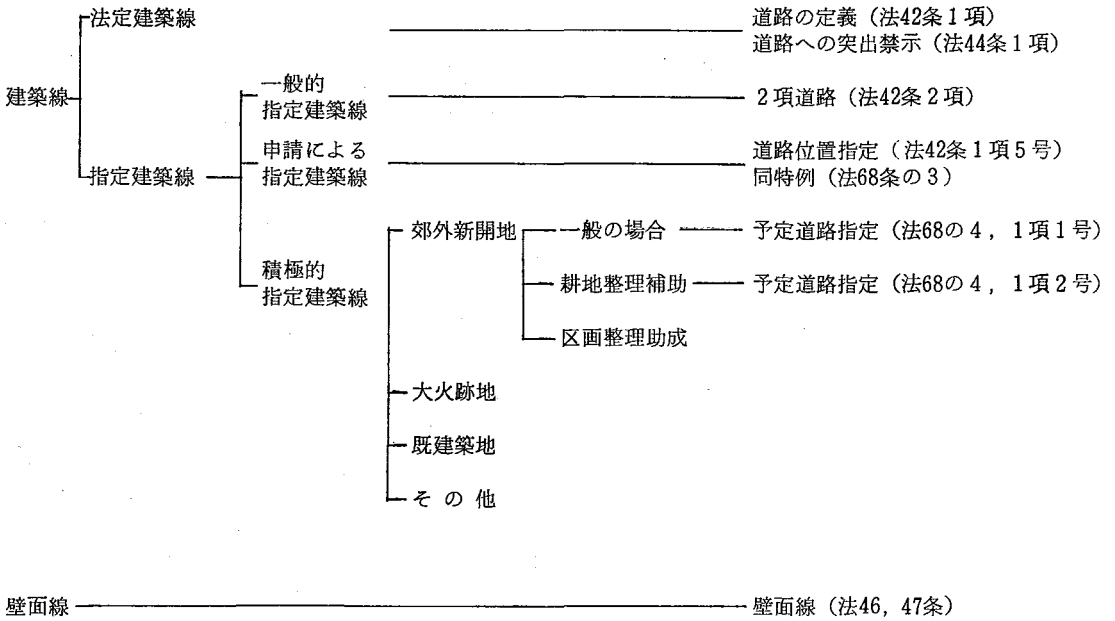 法定建築線
道路の定義（法42条1項）
道路への突出禁示（法44条1項）
建築線
一般的
指定建築線
2項道路（法42条2項）
申請による
指定建築線
道路位置指定（法42条1項5号）
同特例（法68条の3）
指定建築線
積極的
指定建築線
郊外新開地
一般の場合
予定道路指定（法68の4，1項1号）
耕地整理補助
予定道路指定（法68の4，1項2号）
区画整理助成
大火跡地
既建築地
その他
壁面線
壁面線（法46，47条）